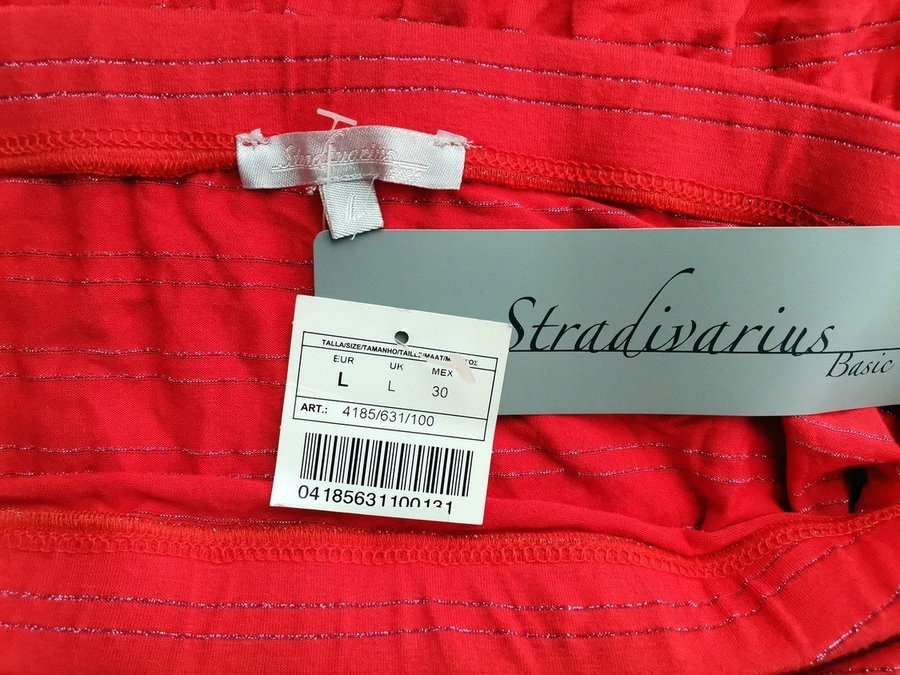 Stradivarius
L
Stradivarius
Basic
TALLA/SIZE/TAMANHO/TAILLE/MAAT/
EUR UK MEX
L L 30
ART.: 4185/631/100
04185631100131